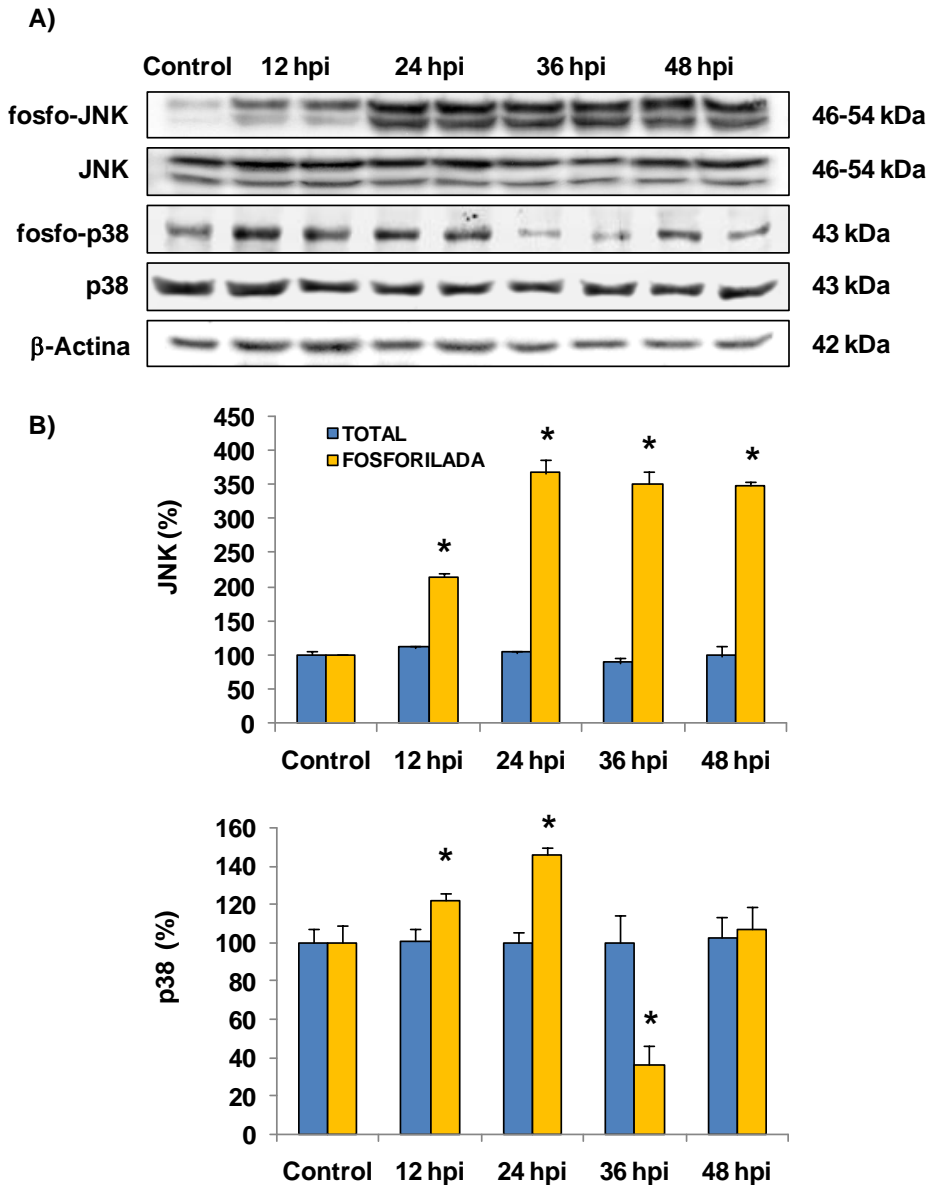 A)
Control 12 hpi 24 hpi 36 hpi 48 hpi
fosfo-JNK 46-54 kDa
JNK 46-54 kDa
fosfo-p38 43 kDa
p38 43 kDa
β-Actina 42 kDa
B)
JNK (%)
450
400
350
300
250
200
150
100
50
0
TOTAL
FOSFORILADA
*
*
*
*
Control 12 hpi 24 hpi 36 hpi 48 hpi
p38 (%)
160
140
120
100
80
60
40
20
0
*
*
*
Control 12 hpi 24 hpi 36 hpi 48 hpi